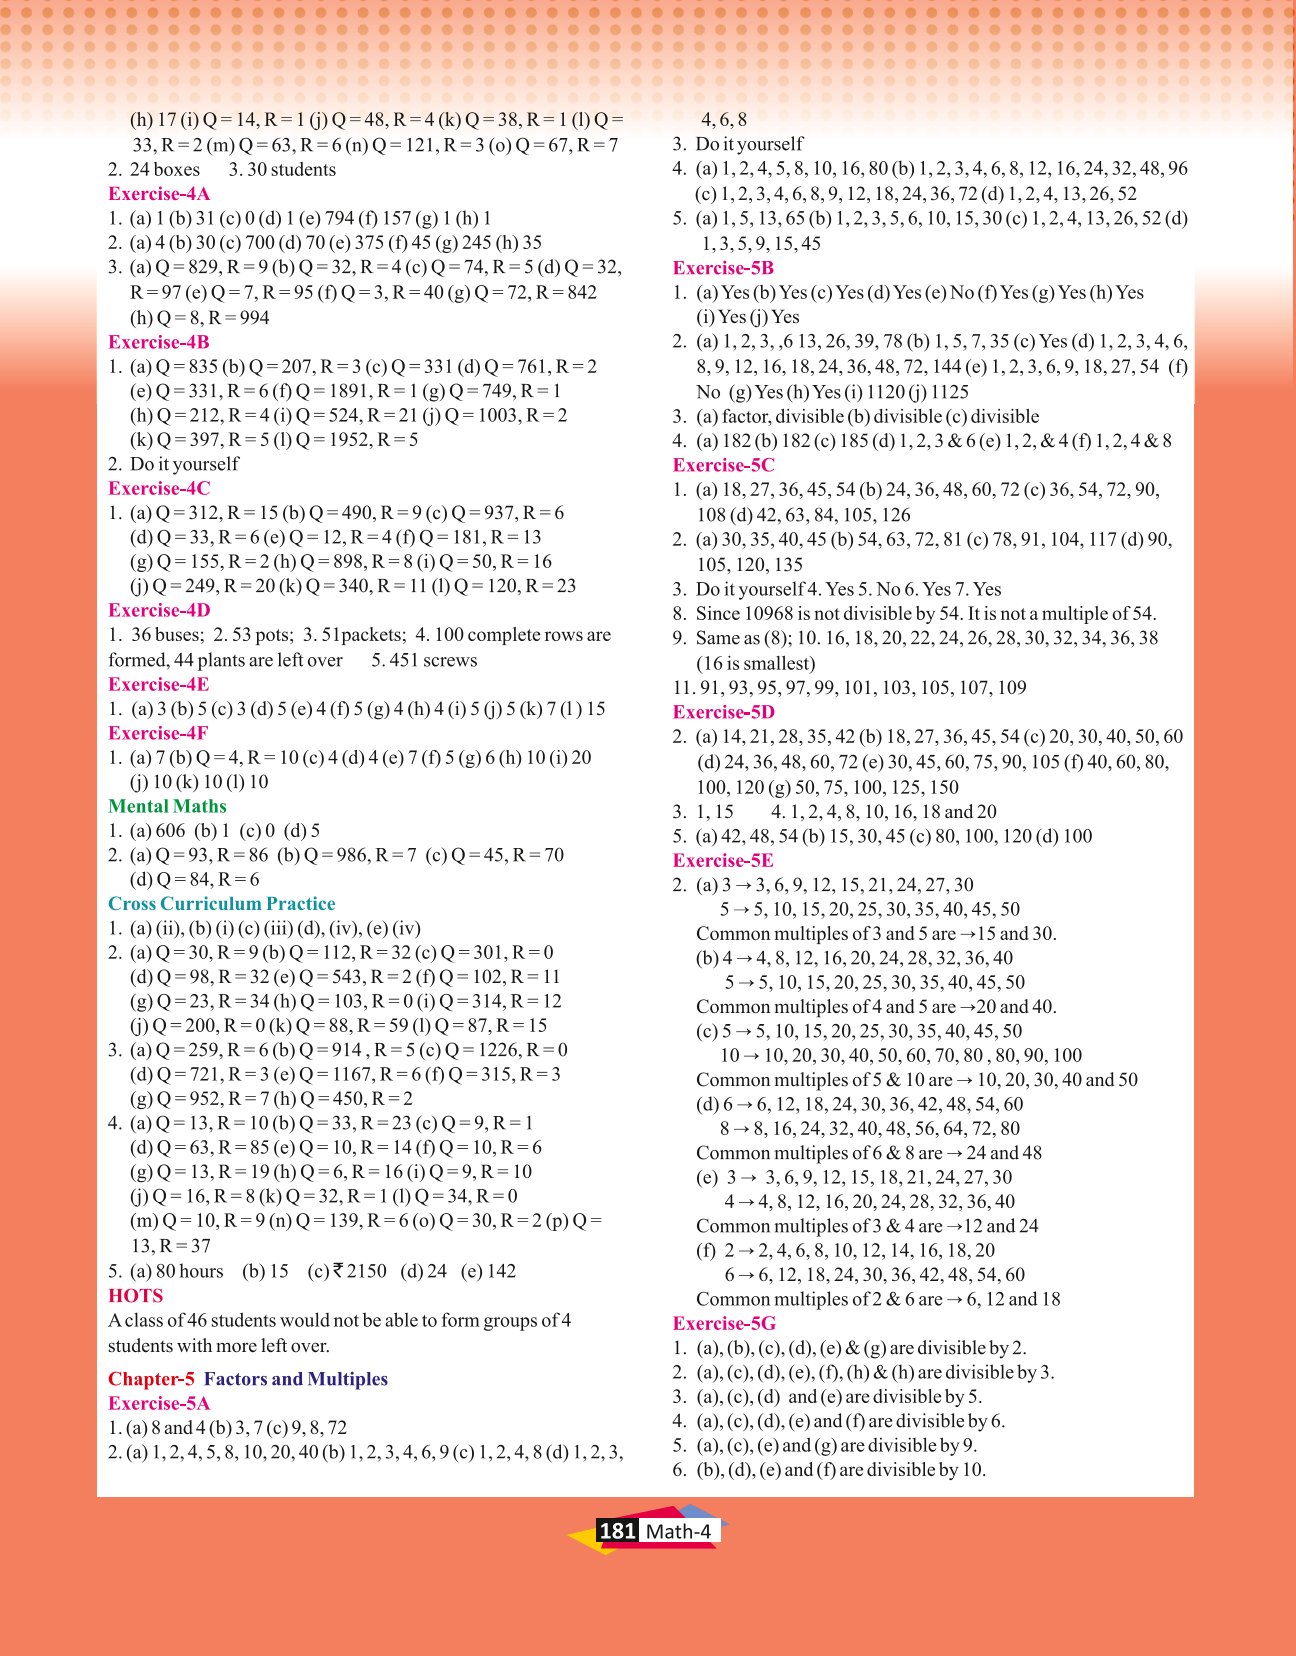 (h) 17 (i) Q = 14, R = 1 (j) Q = 48, R = 4 (k) Q = 38, R = 1 (l) Q =
33, R = 2 (m) Q = 63, R = 6 (n) Q = 121, R = 3 (o) Q = 67, R = 7
2. 24 boxes 3. 30 students
Exercise-4A
1. (a) 1 (b) 31 (c) 0 (d) 1 (e) 794 (f) 157 (g) 1 (h) 1
2. (a) 4 (b) 30 (c) 700 (d) 70 (e) 375 (f) 45 (g) 245 (h) 35
3. (a) Q = 829, R = 9 (b) Q = 32, R = 4 (c) Q = 74, R = 5 (d) Q = 32,
R = 97 (e) Q = 7, R = 95 (f) Q = 3, R = 40 (g) Q = 72, R = 842
(h) Q = 8, R = 994
Exercise-4B
1. (a) Q = 835 (b) Q = 207, R = 3 (c) Q = 331 (d) Q = 761, R = 2
(e) Q = 331, R = 6 (f) Q = 1891, R = 1 (g) Q = 749, R = 1
(h) Q = 212, R = 4 (i) Q = 524, R = 21 (j) Q = 1003, R = 2
(k) Q = 397, R = 5 (l) Q = 1952, R = 5
2. Do it yourself
Exercise-4C
1. (a) Q = 312, R = 15 (b) Q = 490, R = 9 (c) Q = 937, R = 6
(d) Q = 33, R = 6 (e) Q = 12, R = 4 (f) Q = 181, R = 13
(g) Q = 155, R = 2 (h) Q = 898, R = 8 (i) Q = 50, R = 16
(j) Q = 249, R = 20 (k) Q = 340, R = 11 (l) Q = 120, R = 23
Exercise-4D
1. 36 buses; 2. 53 pots; 3. 51packets; 4. 100 complete rows are
formed, 44 plants are left over 5. 451 screws
Exercise-4E
1. (a) 3 (b) 5 (c) 3 (d) 5 (e) 4 (f) 5 (g) 4 (h) 4 (i) 5 (j) 5 (k) 7 (l ) 15
Exercise-4F
1. (a) 7 (b) Q = 4, R = 10 (c) 4 (d) 4 (e) 7 (f) 5 (g) 6 (h) 10 (i) 20
(j) 10 (k) 10 (l) 10
Mental Maths
1. (a) 606 (b) 1 (c) 0 (d) 5
2. (a) Q = 93, R = 86 (b) Q = 986, R = 7 (c) Q = 45, R = 70
(d) Q = 84, R = 6
Cross Curriculum Practice
1. (a) (ii), (b) (i) (c) (iii) (d), (iv), (e) (iv)
2. (a) Q = 30, R = 9 (b) Q = 112, R = 32 (c) Q = 301, R = 0
(d) Q = 98, R = 32 (e) Q = 543, R = 2 (f) Q = 102, R = 11
(g) Q = 23, R = 34 (h) Q = 103, R = 0 (i) Q = 314, R = 12
(j) Q = 200, R = 0 (k) Q = 88, R = 59 (l) Q = 87, R = 15
3. (a) Q = 259, R = 6 (b) Q = 914 , R = 5 (c) Q = 1226, R = 0
(d) Q = 721, R = 3 (e) Q = 1167, R = 6 (f) Q = 315, R = 3
(g) Q = 952, R = 7 (h) Q = 450, R = 2
4. (a) Q = 13, R = 10 (b) Q = 33, R = 23 (c) Q = 9, R = 1
(d) Q = 63, R = 85 (e) Q = 10, R = 14 (f) Q = 10, R = 6
(g) Q = 13, R = 19 (h) Q = 6, R = 16 (i) Q = 9, R = 10
(j) Q = 16, R = 8 (k) Q = 32, R = 1 (l) Q = 34, R = 0
(m) Q = 10, R = 9 (n) Q = 139, R = 6 (o) Q = 30, R = 2 (p) Q =
13, R = 37
5. (a) 80 hours (b) 15 (c) ₹ 2150 (d) 24 (e) 142
HOTS
A class of 46 students would not be able to form groups of 4
students with more left over.
Chapter-5 Factors and Multiples
Exercise-5A
1. (a) 8 and 4 (b) 3, 7 (c) 9, 8, 72
2. (a) 1, 2, 4, 5, 8, 10, 20, 40 (b) 1, 2, 3, 4, 6, 9 (c) 1, 2, 4, 8 (d) 1, 2, 3,
4, 6, 8
3. Do it yourself
4. (a) 1, 2, 4, 5, 8, 10, 16, 80 (b) 1, 2, 3, 4, 6, 8, 12, 16, 24, 32, 48, 96
(c) 1, 2, 3, 4, 6, 8, 9, 12, 18, 24, 36, 72 (d) 1, 2, 4, 13, 26, 52
5. (a) 1, 5, 13, 65 (b) 1, 2, 3, 5, 6, 10, 15, 30 (c) 1, 2, 4, 13, 26, 52 (d)
1, 3, 5, 9, 15, 45
Exercise-5B
1. (a) Yes (b) Yes (c) Yes (d) Yes (e) No (f) Yes (g) Yes (h) Yes
(i) Yes (j) Yes
2. (a) 1, 2, 3, ,6 13, 26, 39, 78 (b) 1, 5, 7, 35 (c) Yes (d) 1, 2, 3, 4, 6,
8, 9, 12, 16, 18, 24, 36, 48, 72, 144 (e) 1, 2, 3, 6, 9, 18, 27, 54 (f)
No (g) Yes (h) Yes (i) 1120 (j) 1125
3. (a) factor, divisible (b) divisible (c) divisible
4. (a) 182 (b) 182 (c) 185 (d) 1, 2, 3 & 6 (e) 1, 2, & 4 (f) 1, 2, 4 & 8
Exercise-5C
1. (a) 18, 27, 36, 45, 54 (b) 24, 36, 48, 60, 72 (c) 36, 54, 72, 90,
108 (d) 42, 63, 84, 105, 126
2. (a) 30, 35, 40, 45 (b) 54, 63, 72, 81 (c) 78, 91, 104, 117 (d) 90,
105, 120, 135
3. Do it yourself 4. Yes 5. No 6. Yes 7. Yes
8. Since 10968 is not divisible by 54. It is not a multiple of 54.
9. Same as (8); 10. 16, 18, 20, 22, 24, 26, 28, 30, 32, 34, 36, 38
(16 is smallest)
11. 91, 93, 95, 97, 99, 101, 103, 105, 107, 109
Exercise-5D
2. (a) 14, 21, 28, 35, 42 (b) 18, 27, 36, 45, 54 (c) 20, 30, 40, 50, 60
(d) 24, 36, 48, 60, 72 (e) 30, 45, 60, 75, 90, 105 (f) 40, 60, 80,
100, 120 (g) 50, 75, 100, 125, 150
3. 1, 15 4. 1, 2, 4, 8, 10, 16, 18 and 20
5. (a) 42, 48, 54 (b) 15, 30, 45 (c) 80, 100, 120 (d) 100
Exercise-5E
2. (a) 3 → 3, 6, 9, 12, 15, 21, 24, 27, 30
5 → 5, 10, 15, 20, 25, 30, 35, 40, 45, 50
Common multiples of 3 and 5 are →15 and 30.
(b) 4 → 4, 8, 12, 16, 20, 24, 28, 32, 36, 40
5 → 5, 10, 15, 20, 25, 30, 35, 40, 45, 50
Common multiples of 4 and 5 are →20 and 40.
(c) 5 → 5, 10, 15, 20, 25, 30, 35, 40, 45, 50
10 → 10, 20, 30, 40, 50, 60, 70, 80 , 80, 90, 100
Common multiples of 5 & 10 are → 10, 20, 30, 40 and 50
(d) 6 → 6, 12, 18, 24, 30, 36, 42, 48, 54, 60
8 → 8, 16, 24, 32, 40, 48, 56, 64, 72, 80
Common multiples of 6 & 8 are → 24 and 48
(e) 3 → 3, 6, 9, 12, 15, 18, 21, 24, 27, 30
4 → 4, 8, 12, 16, 20, 24, 28, 32, 36, 40
Common multiples of 3 & 4 are →12 and 24
(f) 2 → 2, 4, 6, 8, 10, 12, 14, 16, 18, 20
6 → 6, 12, 18, 24, 30, 36, 42, 48, 54, 60
Common multiples of 2 & 6 are → 6, 12 and 18
Exercise-5G
1. (a), (b), (c), (d), (e) & (g) are divisible by 2.
2. (a), (c), (d), (e), (f), (h) & (h) are divisible by 3.
3. (a), (c), (d) and (e) are divisible by 5.
4. (a), (c), (d), (e) and (f) are divisible by 6.
5. (a), (c), (e) and (g) are divisible by 9.
6. (b), (d), (e) and (f) are divisible by 10.
181 Math-4